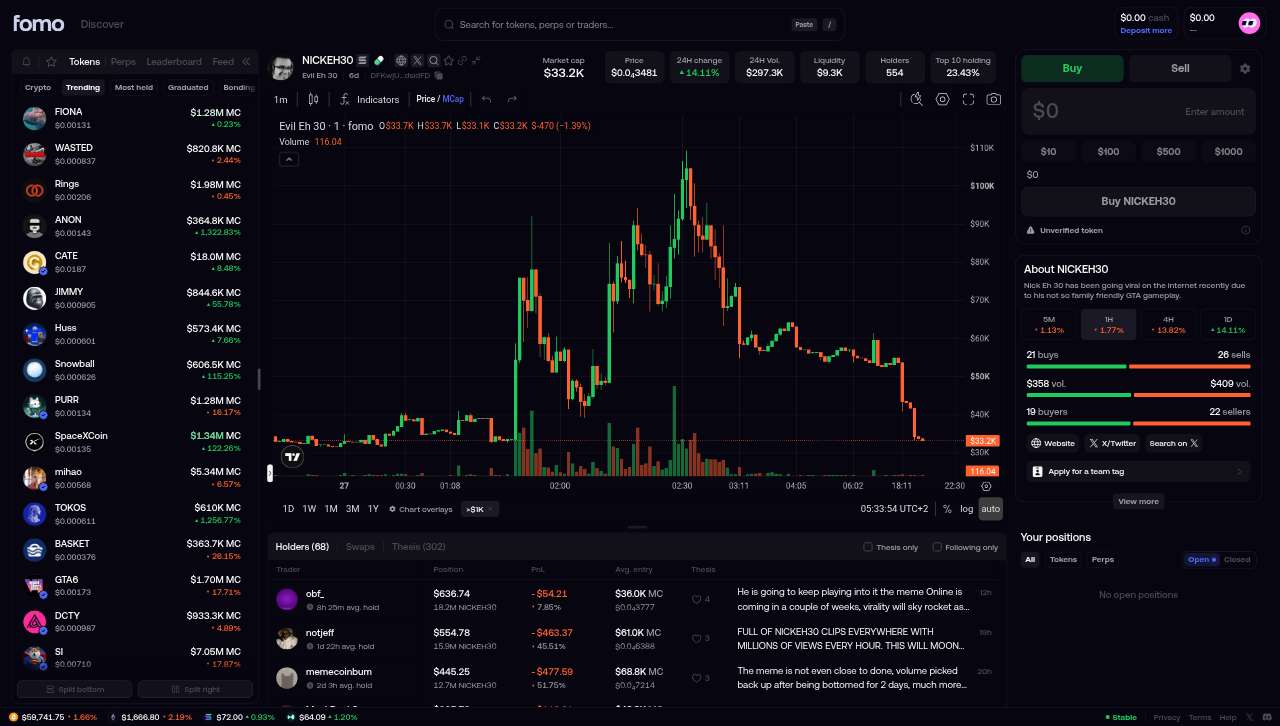 fomo Discover
Search for tokens, perps or traders... Paste /
$0.00 cash
Deposit more
$0.00
—
Tokens Perps Leaderboard Feed
Crypto Trending Most held Graduated Bonding
FIONA $1.28M MC
$0.00131 0.23%
WASTED $820.8K MC
$0.000837 2.44%
Rings $1.98M MC
$0.00206 0.45%
ANON $364.8K MC
$0.00143 1,322.83%
CATE $18.0M MC
$0.0187 8.48%
JIMMY $844.6K MC
$0.000905 55.78%
Huss $573.4K MC
$0.000601 7.66%
Snowball $606.5K MC
$0.000626 115.25%
PURR $1.28M MC
$0.00134 16.17%
SpaceXCoin $1.34M MC
$0.00135 122.26%
mihao $5.34M MC
$0.00568 6.57%
TOKOS $610K MC
$0.000611 1,256.77%
BASKET $363.7K MC
$0.000376 26.15%
GTA6 $1.70M MC
$0.00173 17.71%
DCTY $933.3K MC
$0.000987 4.89%
SI $7.05M MC
$0.00710 17.87%
Split bottom Split right
NICKEH30
Evil Eh 30 6d
Market cap
$33.2K
Price
$0.0₄3481
24H change
14.11%
24H Vol.
$297.3K
Liquidity
$9.3K
Holders
554
Top 10 holding
23.43%
1m Indicators Price / MCap
Evil Eh 30 · 1 · fomo O$33.7K H$33.7K L$33.1K C$33.2K $-470 (−1.39%)
Volume 116.04
$110K
$100K
$90K
$80K
$70K
$60K
$50K
$40K
$33.2K
$30K
116.04
27 00:30 01:08 02:00 02:30 03:11 04:05 06:02 18:11 22:30
1D 1W 1M 3M 1Y Chart overlays >$1K 05:33:54 UTC+2 % log auto
Holders (68) Swaps Thesis (302) Thesis only Following only
Trader Position PnL Avg. entry Thesis
obf_ $636.74 - $54.21 $36.0K MC 4 He is going to keep playing into it the meme Online is 12h
8h 25m avg. hold 18.2M NICKEH30 7.85% $0.0₄3777 coming in a couple of weeks, virality will sky rocket as...
notjeff $554.78 - $463.37 $61.0K MC 3 FULL OF NICKEH30 CLIPS EVERYWHERE WITH 19h
1d 22h avg. hold 15.9M NICKEH30 45.51% $0.0₄6388 MILLIONS OF VIEWS EVERY HOUR. THIS WILL MOON...
memecoinbum $445.25 - $477.59 $68.8K MC 3 The meme is not even close to done, volume picked 20h
2d 3h avg. hold 12.7M NICKEH30 51.75% $0.0₄7214 back up after being bottomed for 2 days, much more...
Buy Sell
$0 Enter amount
$10 $100 $500 $1000
$0
Buy NICKEH30
Unverified token
About NICKEH30
Nick Eh 30 has been going viral on the internet recently due
to his not so family friendly GTA gameplay.
5M 1H 4H 1D
1.13% 1.77% 13.82% 14.11%
21 buys 26 sells
$358 vol. $409 vol.
19 buyers 22 sellers
Website X/Twitter Search on X
Apply for a team tag
View more
Your positions
All Tokens Perps Open Closed
No open positions
$59,741.75 1.66% $1,666.80 2.19% $72.00 0.93% $64.09 1.20%
Stable Privacy Terms Help